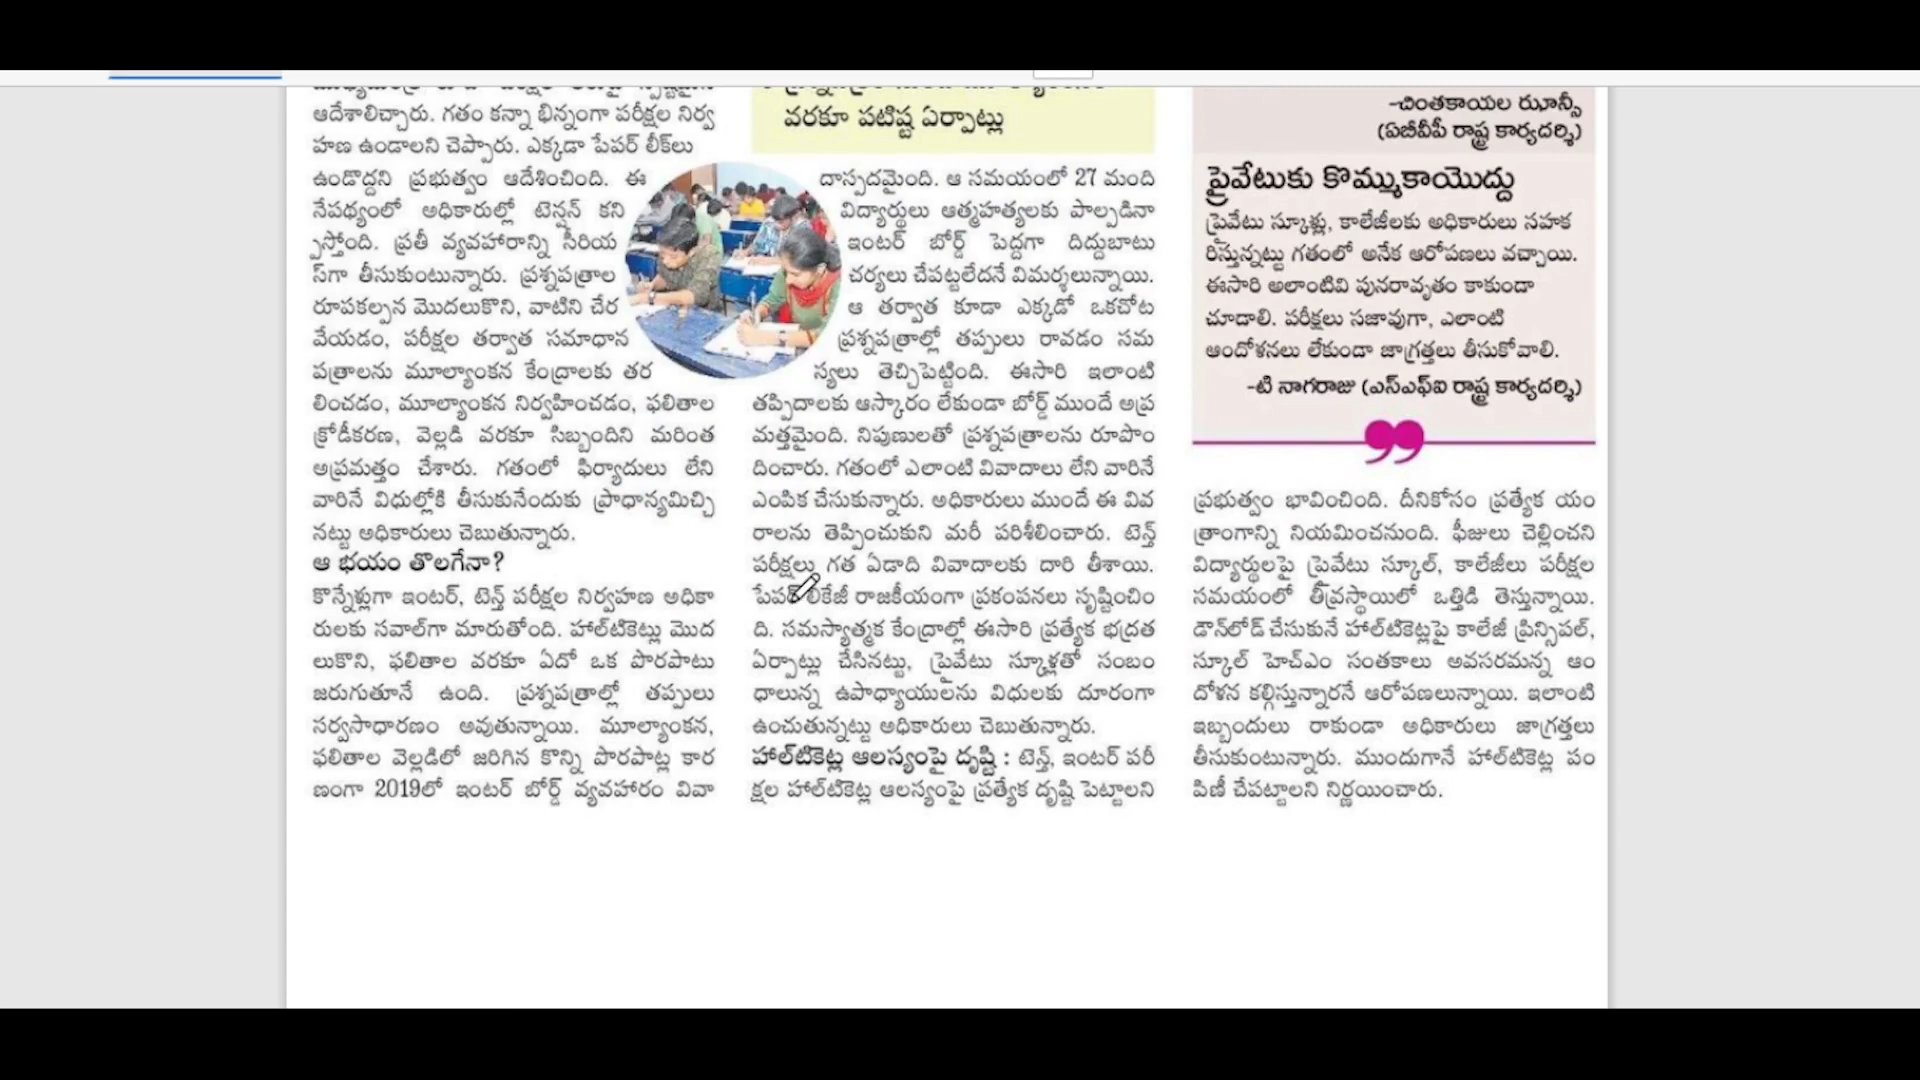 ఆదేశాలిచ్చారు. గతం కన్నా భిన్నంగా పరీక్షల నిర్వ
హణ ఉండాలని చెప్పారు. ఎక్కడా పేపర్ లీక్‌లు
ఉండొద్దని ప్రభుత్వం ఆదేశించింది. ఈ
నేపథ్యంలో అధికారుల్లో టెన్షన్ కని
ప్పిస్తోంది. ప్రతీ వ్యవహారాన్ని సీరియ
స్‌గా తీసుకుంటున్నారు. ప్రశ్నపత్రాల
రూపకల్పన మొదలుకొని, వాటిని చేర
వేయడం, పరీక్షల తర్వాత సమాధాన
పత్రాలను మూల్యాంకన కేంద్రాలకు తర
లించడం, మూల్యాంకన నిర్వహించడం, ఫలితాల
క్రోడీకరణ, వెల్లడి వరకూ సిబ్బందిని మరింత
అప్రమత్తం చేశారు. గతంలో ఫిర్యాదులు లేని
వారినే విధుల్లోకి తీసుకునేందుకు ప్రాధాన్యమిచ్చి
నట్టు అధికారులు చెబుతున్నారు.
ఆ భయం తొలగేనా?
కొన్నేళ్లుగా ఇంటర్, టెన్త్ పరీక్షల నిర్వహణ అధికా
రులకు సవాల్‌గా మారుతోంది. హాల్‌టికెట్లు మొద
లుకొని, ఫలితాల వరకూ ఏదో ఒక పొరపాటు
జరుగుతూనే ఉంది. ప్రశ్నపత్రాల్లో తప్పులు
సర్వసాధారణం అవుతున్నాయి. మూల్యాంకన,
ఫలితాల వెల్లడిలో జరిగిన కొన్ని పొరపాట్ల కార
ణంగా 2019లో ఇంటర్ బోర్డ్ వ్యవహారం వివా
వరకూ పటిష్ట ఏర్పాట్లు
దాస్పదమైంది. ఆ సమయంలో 27 మంది
విద్యార్థులు ఆత్మహత్యలకు పాల్పడినా
ఇంటర్ బోర్డ్ పెద్దగా దిద్దుబాటు
చర్యలు చేపట్టలేదనే విమర్శలున్నాయి.
ఆ తర్వాత కూడా ఎక్కడో ఒకచోట
ప్రశ్నపత్రాల్లో తప్పులు రావడం సమ
స్యలు తెచ్చిపెట్టింది. ఈసారి ఇలాంటి
తప్పిదాలకు ఆస్కారం లేకుండా బోర్డ్ ముందే అప్ర
మత్తమైంది. నిపుణులతో ప్రశ్నపత్రాలను రూపొం
దించారు. గతంలో ఎలాంటి వివాదాలు లేని వారినే
ఎంపిక చేసుకున్నారు. అధికారులు ముందే ఈ వివ
రాలను తెప్పించుకుని మరీ పరిశీలించారు. టెన్త్
పరీక్షలు గత ఏడాది వివాదాలకు దారి తీశాయి.
పేపర్ లికేజీ రాజకీయంగా ప్రకంపనలు సృష్టించిం
ది. సమస్యాత్మక కేంద్రాల్లో ఈసారి ప్రత్యేక భద్రత
ఏర్పాట్లు చేసినట్టు, ప్రైవేటు స్కూళ్లతో సంబం
ధాలున్న ఉపాధ్యాయులను విధులకు దూరంగా
ఉంచుతున్నట్టు అధికారులు చెబుతున్నారు.
హాల్‌టికెట్ల ఆలస్యంపై దృష్టి : టెన్త్, ఇంటర్ పరీ
క్షల హాల్‌టికెట్ల ఆలస్యంపై ప్రత్యేక దృష్టి పెట్టాలని
-చింతకాయల ఝాన్సీ
(ఏబీవీపీ రాష్ట్ర కార్యదర్శి)
ప్రైవేటుకు కొమ్ముకాయొద్దు
ప్రైవేటు స్కూళ్లు, కాలేజీలకు అధికారులు సహక
రిస్తున్నట్టు గతంలో అనేక ఆరోపణలు వచ్చాయి.
ఈసారి అలాంటివి పునరావృతం కాకుండా
చూడాలి. పరీక్షలు సజావుగా, ఎలాంటి
ఆందోళనలు లేకుండా జాగ్రత్తలు తీసుకోవాలి.
-టి నాగరాజు (ఎస్ఎఫ్ఐ రాష్ట్ర కార్యదర్శి)
ప్రభుత్వం భావించింది. దీనికోసం ప్రత్యేక యం
త్రాంగాన్ని నియమించనుంది. ఫీజులు చెల్లించని
విద్యార్థులపై ప్రైవేటు స్కూల్, కాలేజీలు పరీక్షల
సమయంలో తీవ్రస్థాయిలో ఒత్తిడి తెస్తున్నాయి.
డౌన్‌లోడ్ చేసుకునే హాల్‌టికెట్లపై కాలేజీ ప్రిన్సిపల్,
స్కూల్ హెచ్ఎం సంతకాలు అవసరమన్న ఆం
దోళన కల్గిస్తున్నారనే ఆరోపణలున్నాయి. ఇలాంటి
ఇబ్బందులు రాకుండా అధికారులు జాగ్రత్తలు
తీసుకుంటున్నారు. ముందుగానే హాల్‌టికెట్ల పం
పిణీ చేపట్టాలని నిర్ణయించారు.